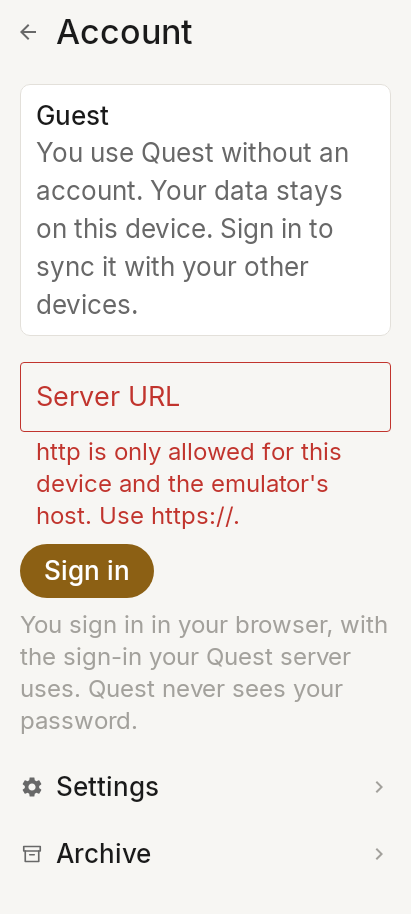 Account
Guest
You use Quest without an
account. Your data stays
on this device. Sign in to
sync it with your other
devices.
Server URL
http is only allowed for this
device and the emulator's
host. Use https://.
Sign in
You sign in in your browser, with
the sign-in your Quest server
uses. Quest never sees your
password.
Settings
Archive